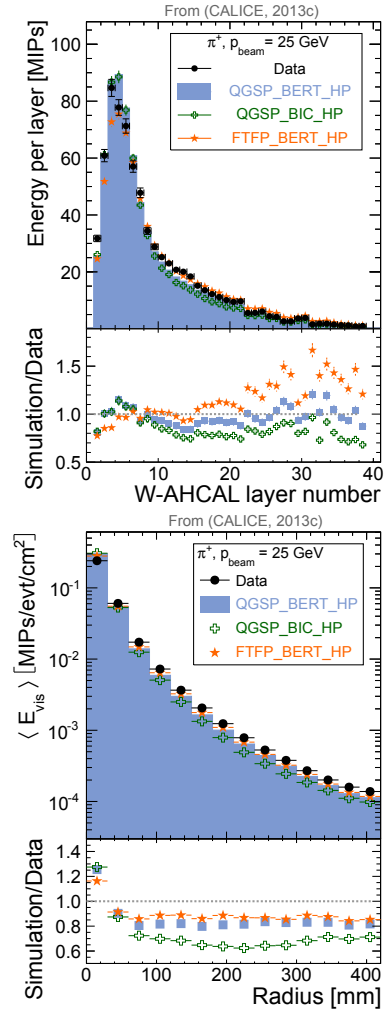 From (CALICE, 2013c)
π⁺, p_beam = 25 GeV
Data
QGSP_BERT_HP
QGSP_BIC_HP
FTFP_BERT_HP
Energy per layer [MIPs]
100
80
60
40
20
Simulation/Data
1.5
1.0
0.5
0 10 20 30 40
W-AHCAL layer number
From (CALICE, 2013c)
π⁺, p_beam = 25 GeV
Data
QGSP_BERT_HP
QGSP_BIC_HP
FTFP_BERT_HP
⟨ E_vis ⟩ [MIPs/evt/cm²]
10⁻¹
10⁻²
10⁻³
10⁻⁴
Simulation/Data
1.4
1.2
1.0
0.8
0.6
0 100 200 300 400
Radius [mm]